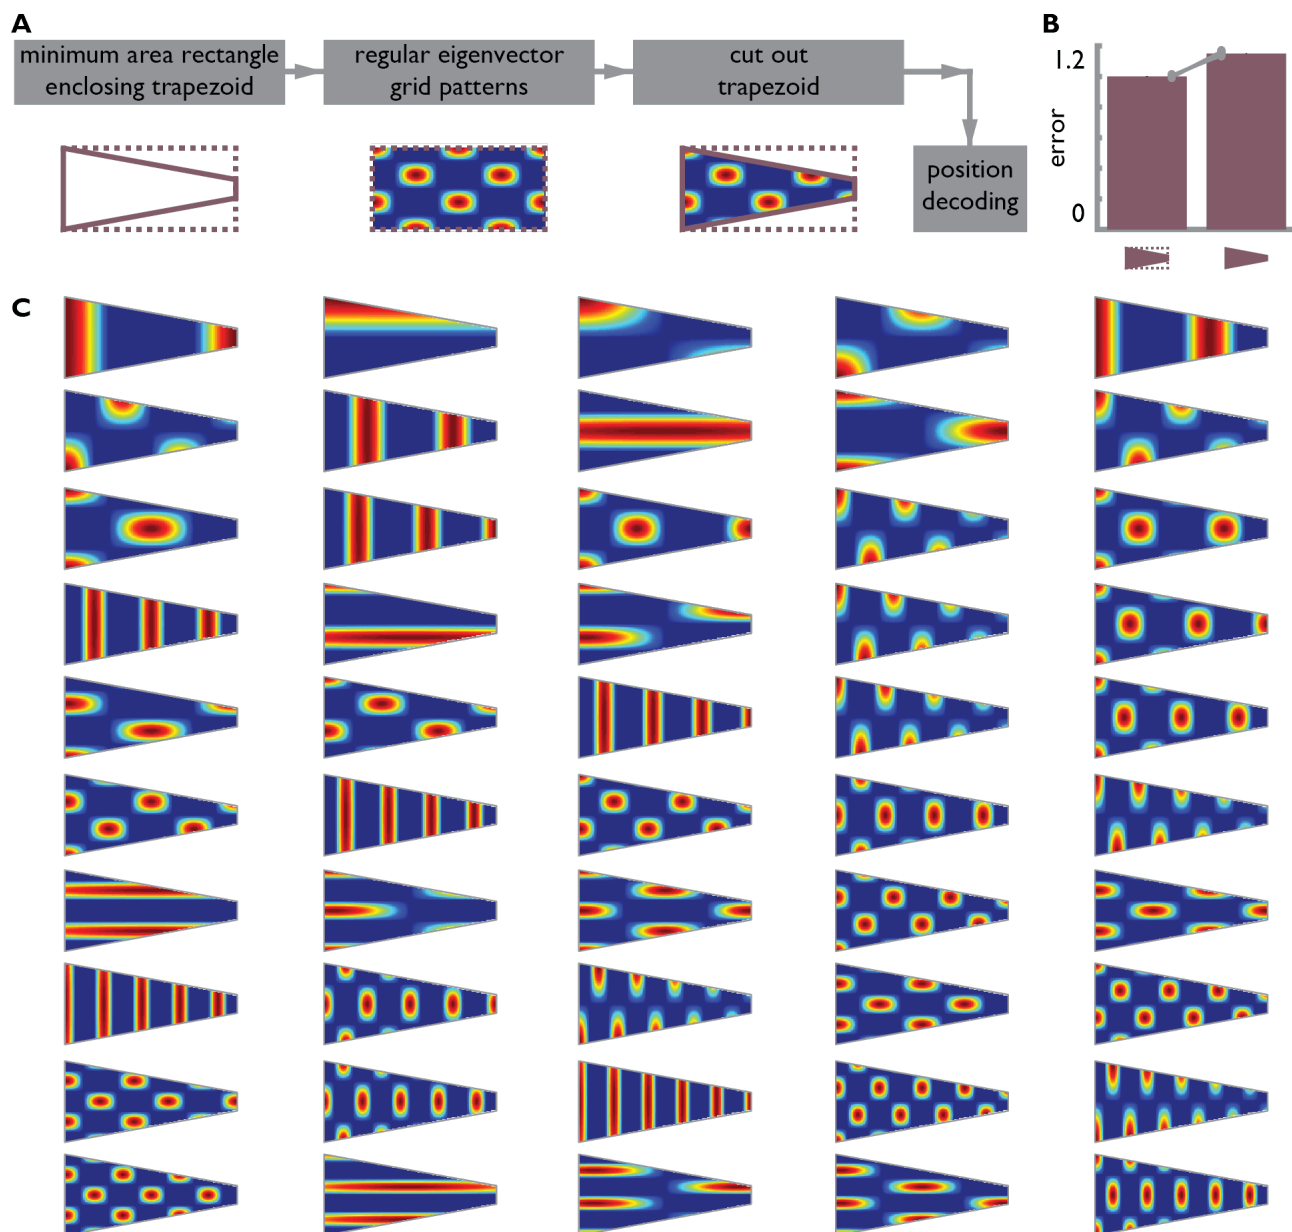 A
minimum area rectangle
enclosing trapezoid
regular eigenvector
grid patterns
cut out
trapezoid
position
decoding
B
1.2
error
0
C